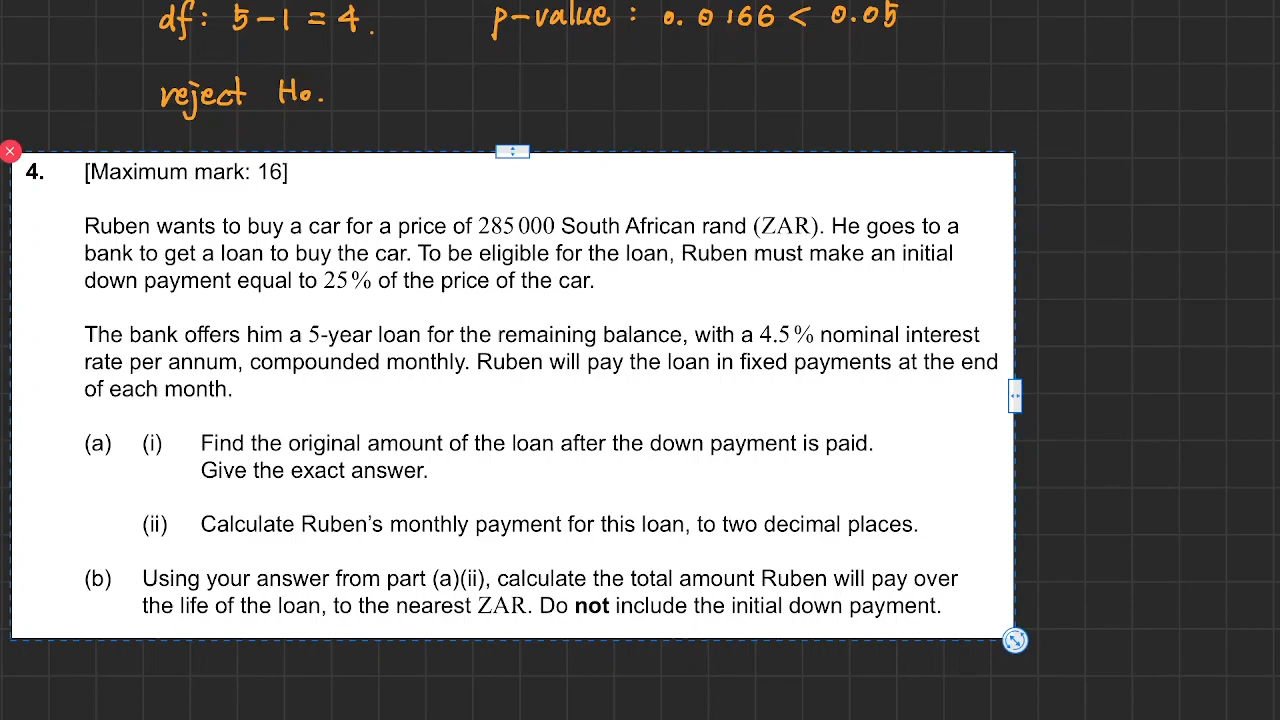 df: 5-1 = 4. p-value: 0.0166 < 0.05
reject H₀.
4. [Maximum mark: 16]
Ruben wants to buy a car for a price of 285 000 South African rand (ZAR). He goes to a
bank to get a loan to buy the car. To be eligible for the loan, Ruben must make an initial
down payment equal to 25 % of the price of the car.
The bank offers him a 5-year loan for the remaining balance, with a 4.5 % nominal interest
rate per annum, compounded monthly. Ruben will pay the loan in fixed payments at the end
of each month.
(a) (i) Find the original amount of the loan after the down payment is paid.
Give the exact answer.
(ii) Calculate Ruben’s monthly payment for this loan, to two decimal places.
(b) Using your answer from part (a)(ii), calculate the total amount Ruben will pay over
the life of the loan, to the nearest ZAR. Do not include the initial down payment.